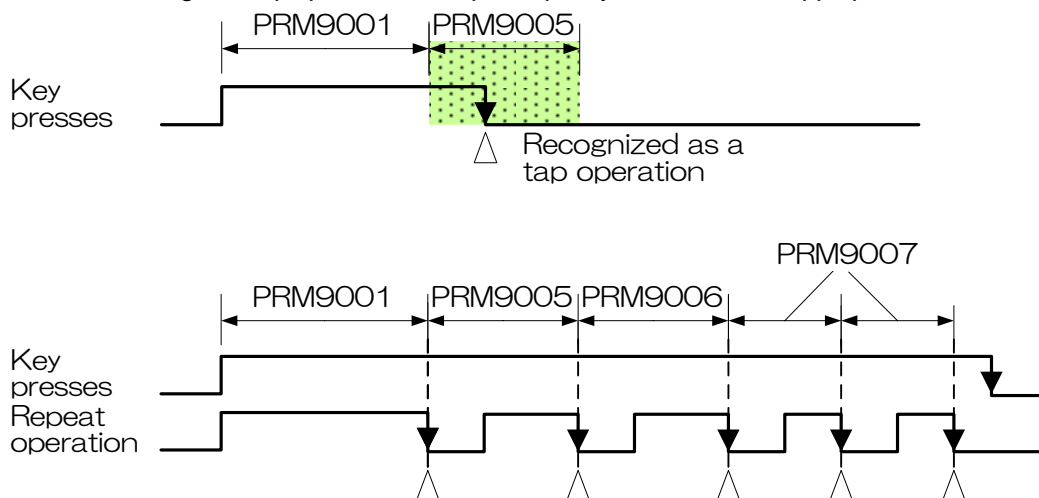 PRM9001 PRM9005
Key
presses
Recognized as a
tap operation
PRM9007
PRM9001 PRM9005 PRM9006
Key
presses
Repeat
operation